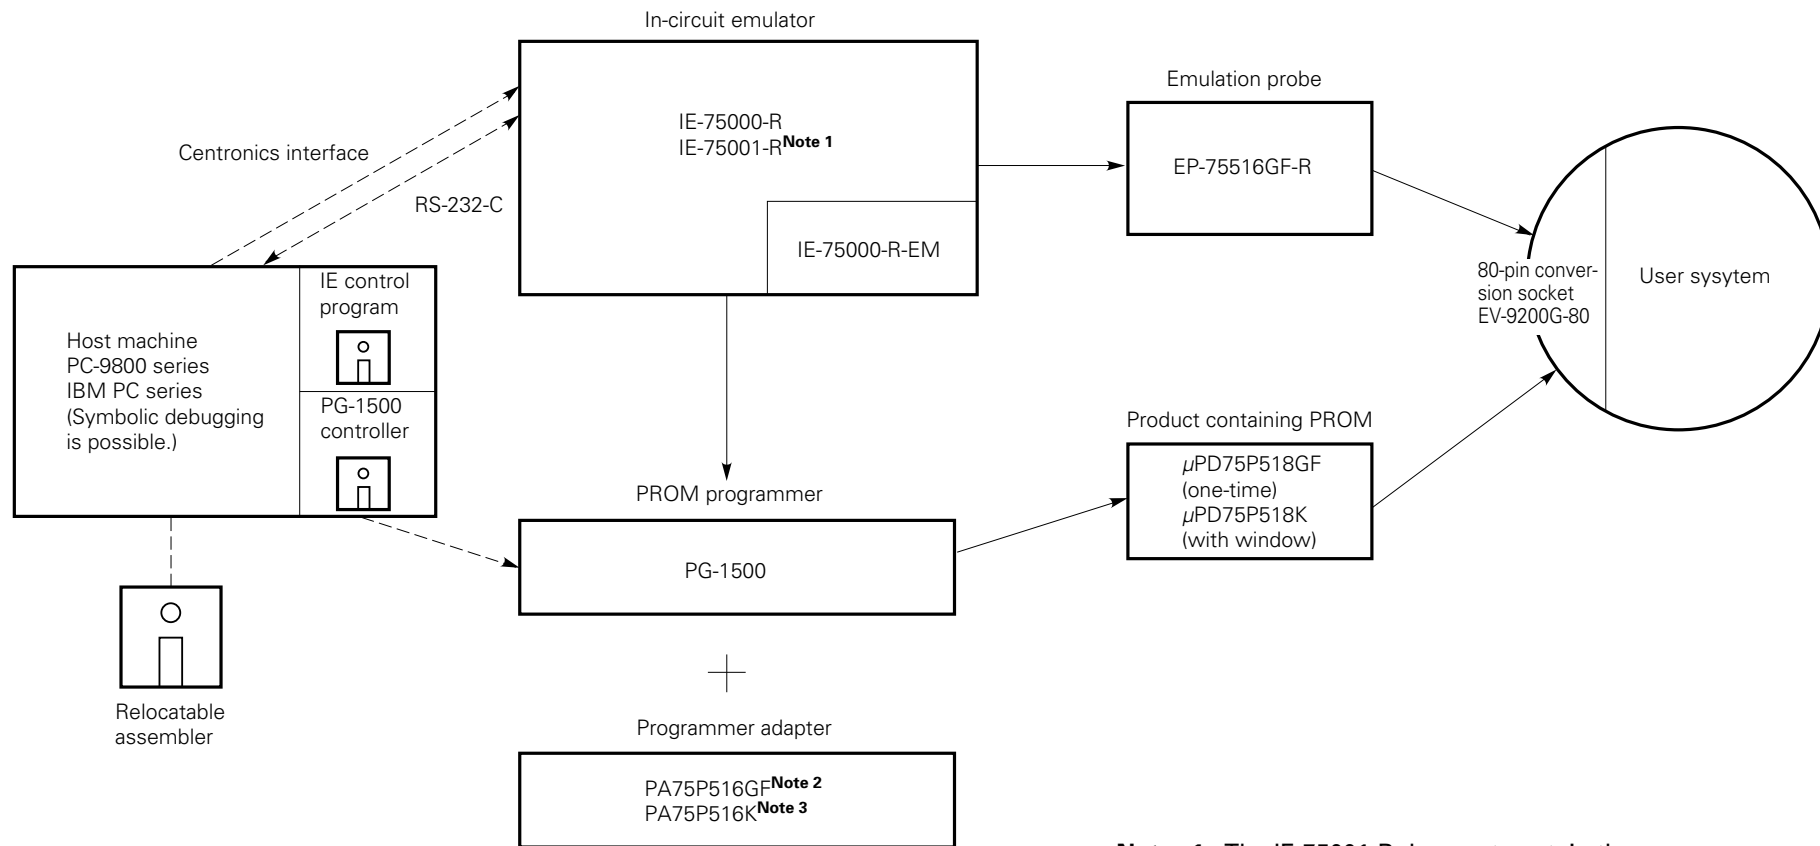 In-circuit emulator
IE-75000-R
IE-75001-RNote 1
IE-75000-R-EM
Emulation probe
EP-75516GF-R
Centronics interface
RS-232-C
Host machine
PC-9800 series
IBM PC series
(Symbolic debugging
is possible.)
IE control
program
PG-1500
controller
80-pin conver-
sion socket
EV-9200G-80
User sysytem
Product containing PROM
µPD75P518GF
(one-time)
µPD75P518K
(with window)
PROM programmer
PG-1500
Relocatable
assembler
Programmer adapter
PA75P516GFNote 2
PA75P516KNote 3